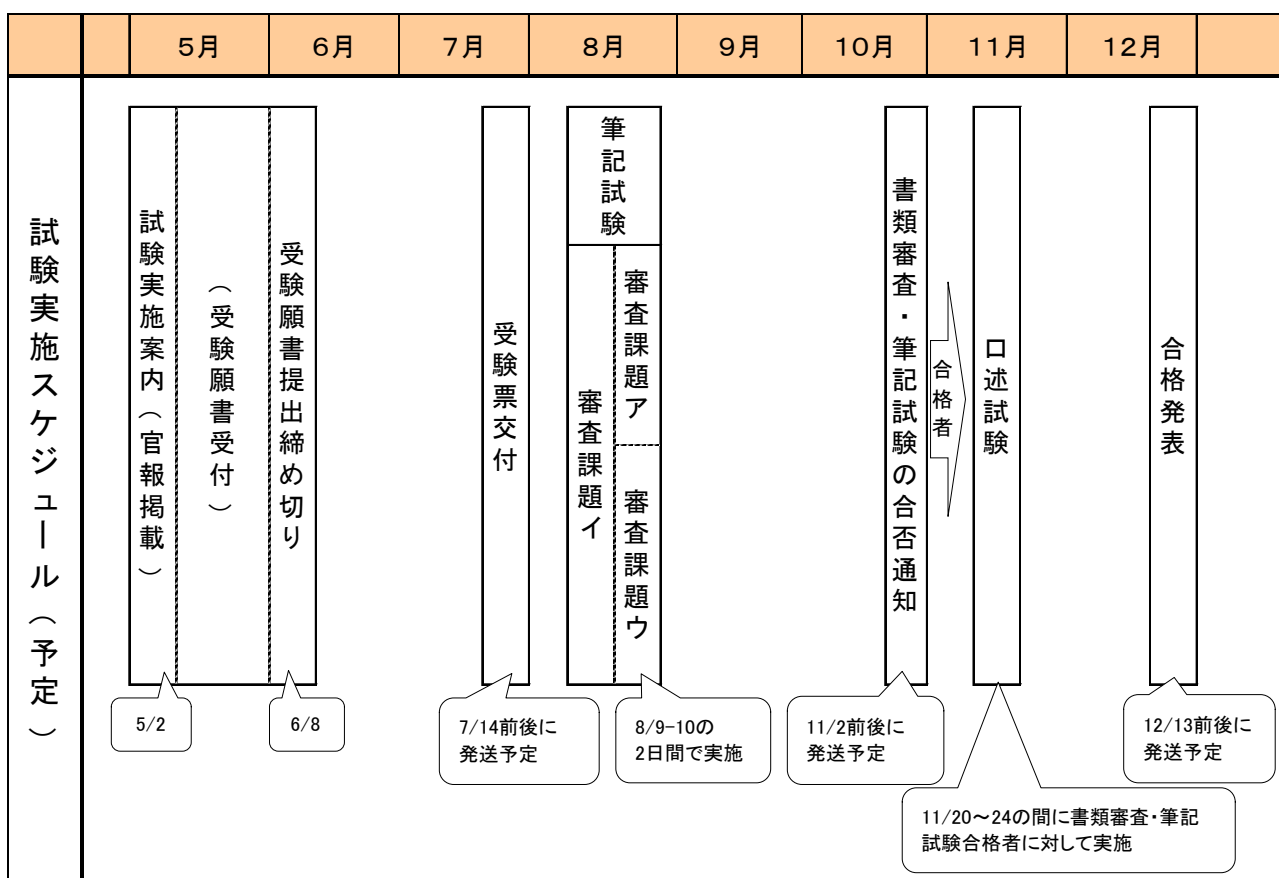 5月
6月
7月
8月
9月
10月
11月
12月
試験実施スケジュール（予定）
試験実施案内（官報掲載）
（受験願書受付）
受験願書提出締め切り
受験票交付
筆記試験
審査課題イ
審査課題ア
審査課題ウ
書類審査・筆記試験の合否通知
合格者
口述試験
合格発表
5/2
6/8
7/14前後に
発送予定
8/9-10の
2日間で実施
11/2前後に
発送予定
12/13前後に
発送予定
11/20～24の間に書類審査・筆記
試験合格者に対して実施